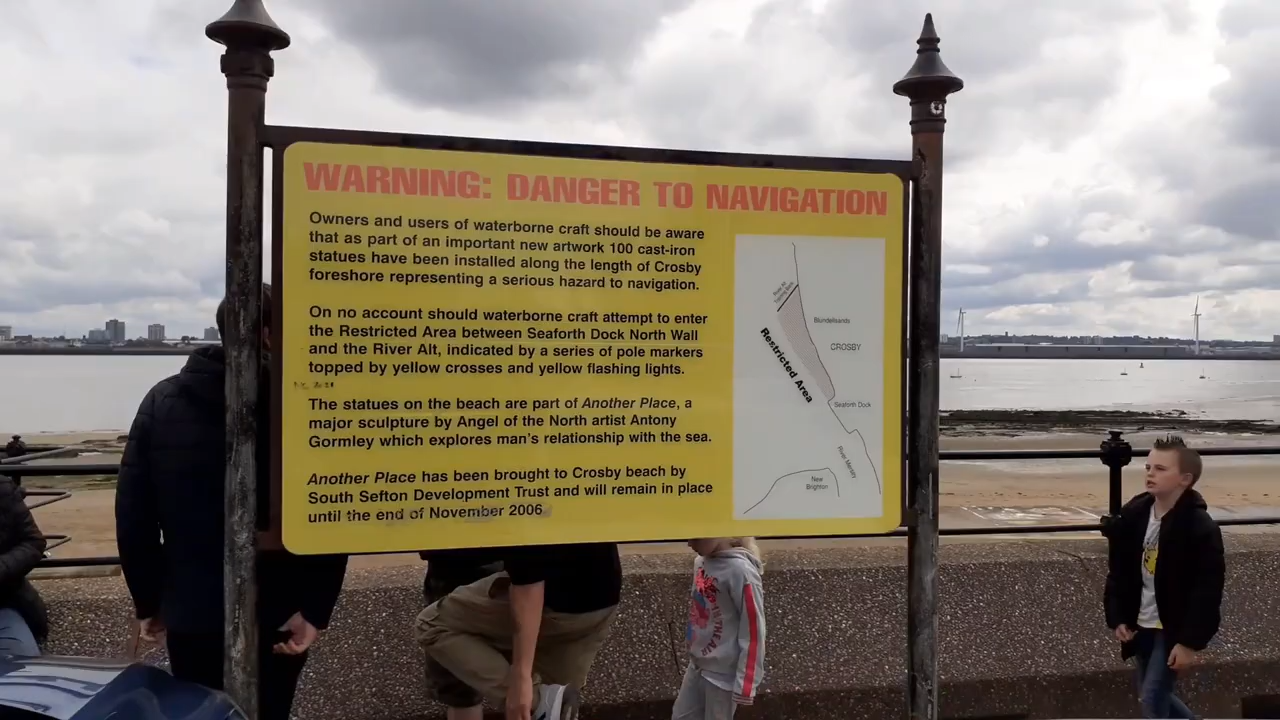 WARNING: DANGER TO NAVIGATION
Owners and users of waterborne craft should be aware
that as part of an important new artwork 100 cast-iron
statues have been installed along the length of Crosby
foreshore representing a serious hazard to navigation.
On no account should waterborne craft attempt to enter
the Restricted Area between Seaforth Dock North Wall
and the River Alt, indicated by a series of pole markers
topped by yellow crosses and yellow flashing lights.
The statues on the beach are part of Another Place, a
major sculpture by Angel of the North artist Antony
Gormley which explores man's relationship with the sea.
Another Place has been brought to Crosby beach by
South Sefton Development Trust and will remain in place
until the end of November 2006
Blundellsands
CROSBY
Restricted Area
Seaforth Dock
River Mersey
New
Brighton